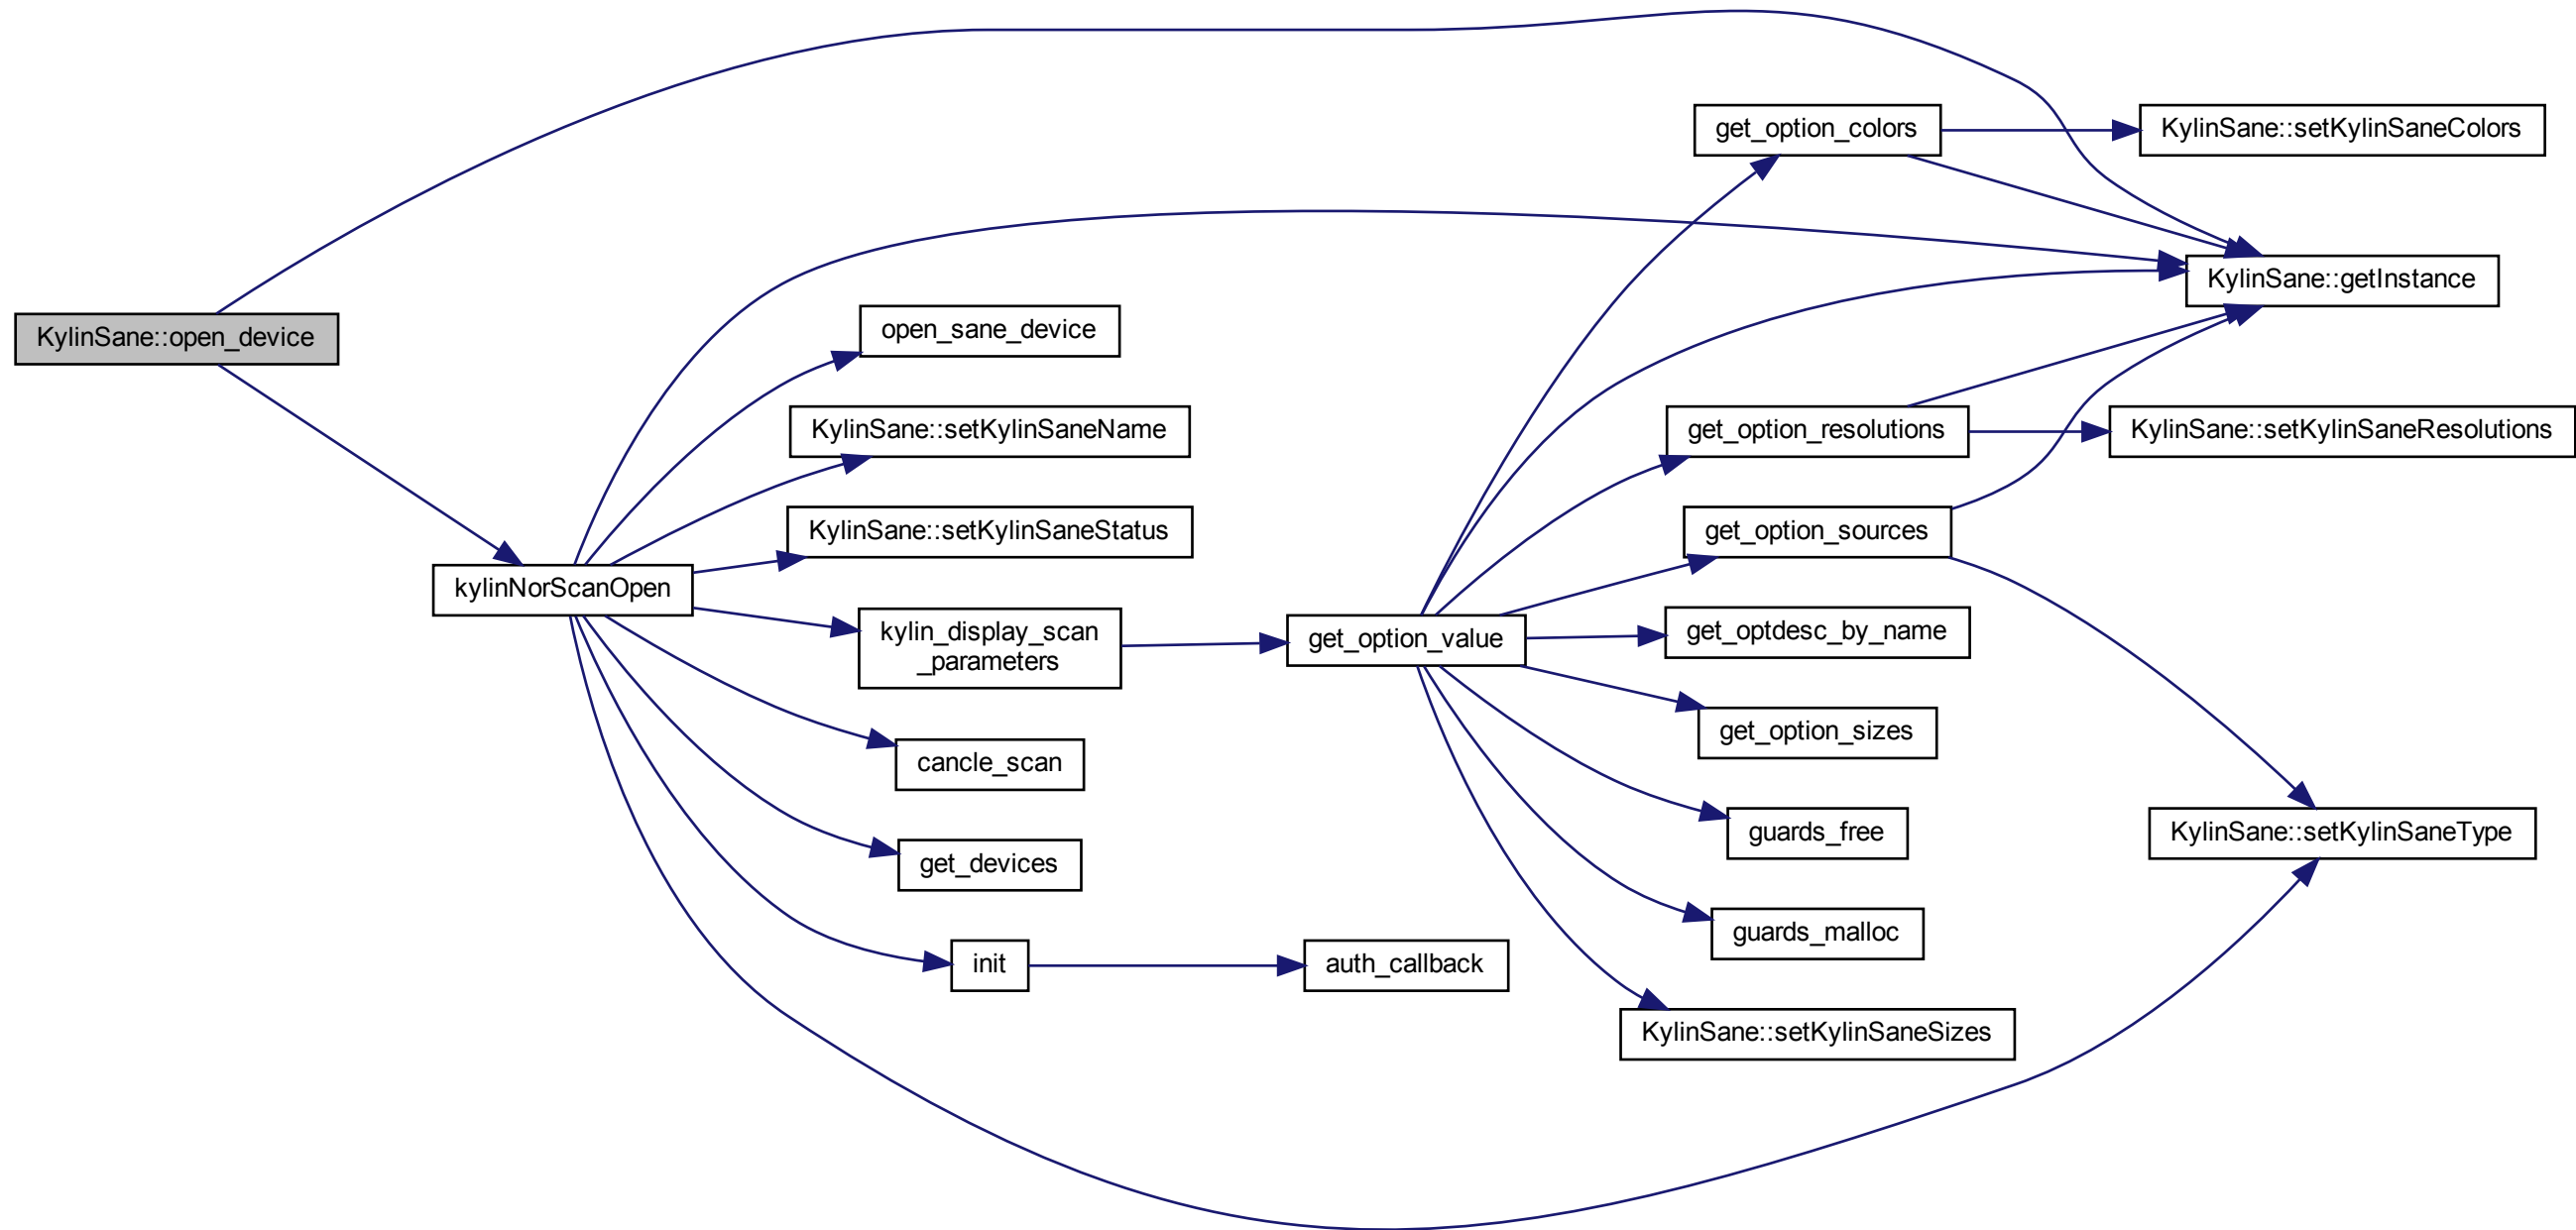 KylinSane::open_device
kylinNorScanOpen
open_sane_device
KylinSane::setKylinSaneName
KylinSane::setKylinSaneStatus
kylin_display_scan
_parameters
cancle_scan
get_devices
init
auth_callback
get_option_value
get_option_colors
get_option_resolutions
get_option_sources
get_optdesc_by_name
get_option_sizes
guards_free
guards_malloc
KylinSane::setKylinSaneSizes
KylinSane::setKylinSaneColors
KylinSane::getInstance
KylinSane::setKylinSaneResolutions
KylinSane::setKylinSaneType